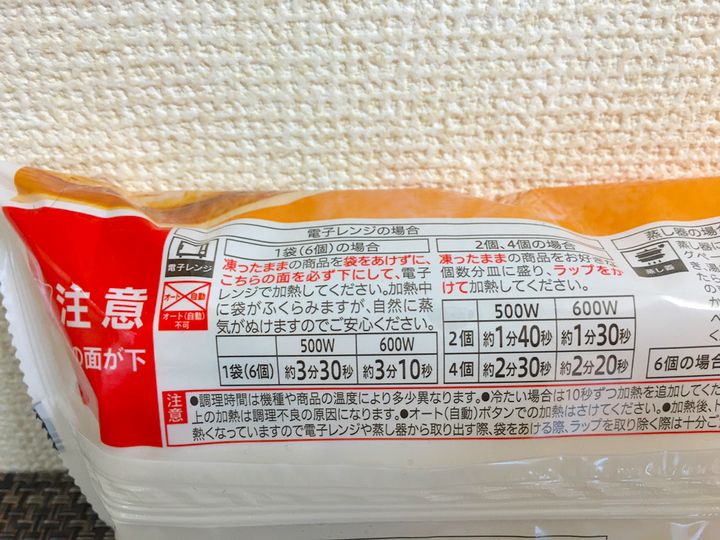 注意
の面が下
電子レンジ
オート自動
オート(自動)
不可
電子レンジの場合
1袋(6個)の場合
凍ったままの商品を袋をあけずに、
こちらの面を必ず下にして、電子
レンジで加熱してください。加熱中
に袋がふくらみますが、自然に蒸
気がぬけますのでご安心ください。
500W 600W
1袋(6個) 約3分30秒 約3分10秒
2個、4個の場合
凍ったままの商品をお好きな
個数分皿に盛り、ラップをか
けて加熱してください。
500W 600W
2個 約1分40秒 約1分30秒
4個 約2分30秒 約2分20秒
蒸し器の場
蒸し器
蒸し器に
6個の場合
注意
●調理時間は機種や商品の温度により多少異なります。●冷たい場合は10秒ずつ加熱を追加してくだ
上の加熱は調理不良の原因になります。●オート(自動)ボタンでの加熱はさけてください。●加熱後、
熱くなっていますので電子レンジや蒸し器から取り出す際、袋をあける際、ラップを取り除く際は十分ご